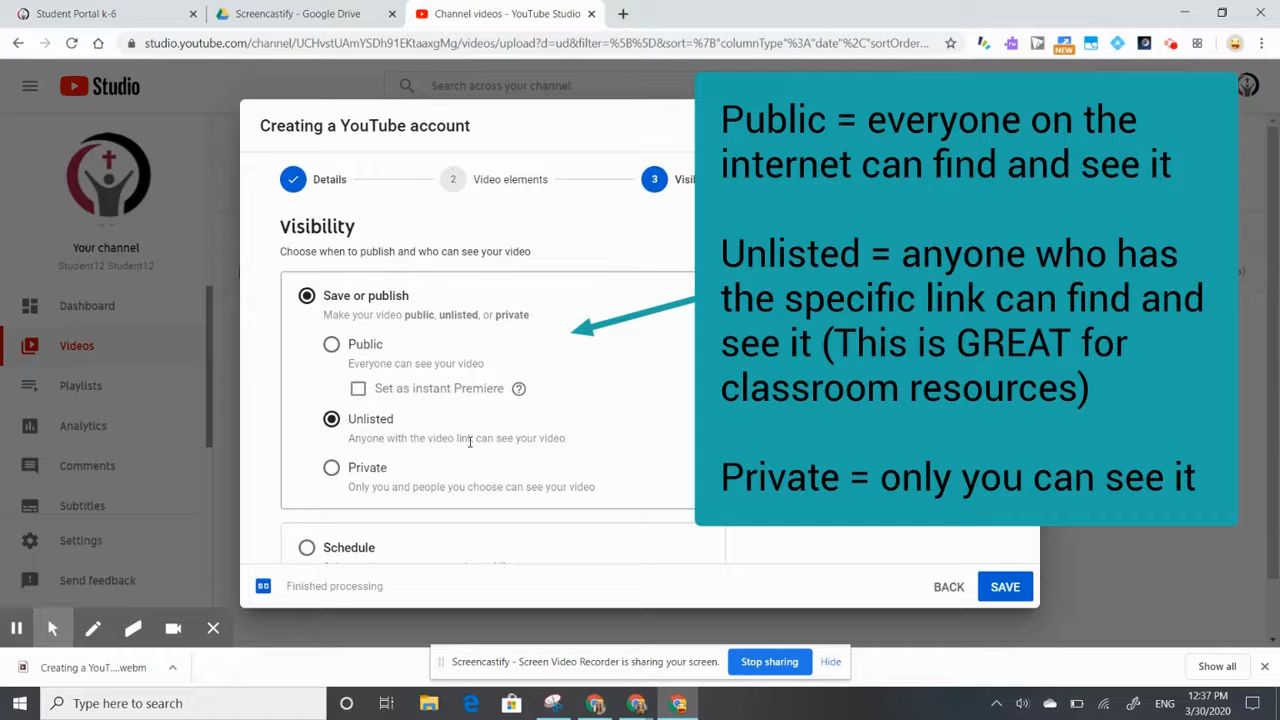 Student Portal k-6
Screencastify - Google Drive
Channel videos - YouTube Studio
studio.youtube.com/channel/UCHvstUAmYSDh91EKtaaxpMg/videos/upload?d=ud&filter=%5B%5D&sort=%7B"columnType"%3A"date"%2C"sortOrder...
NEW
Studio
Search across your channel
Your channel
Student12 Student12
Dashboard
Videos
Playlists
Analytics
Comments
Subtitles
Settings
Send feedback
Creating a YouTube account
Details
2
Video elements
3
Visibility
Choose when to publish and who can see your video
Save or publish
Make your video public, unlisted, or private
Public
Everyone can see your video
Set as instant Premiere
Unlisted
Anyone with the video link can see your video
Private
Only you and people you choose can see your video
Schedule
Finished processing
BACK
SAVE
Public = everyone on the
internet can find and see it
Unlisted = anyone who has
the specific link can find and
see it (This is GREAT for
classroom resources)
Private = only you can see it
Creating a YouT....webm
Screencastify - Screen Video Recorder is sharing your screen.
Stop sharing
Hide
Show all
Type here to search
ENG
12:37 PM
3/30/2020